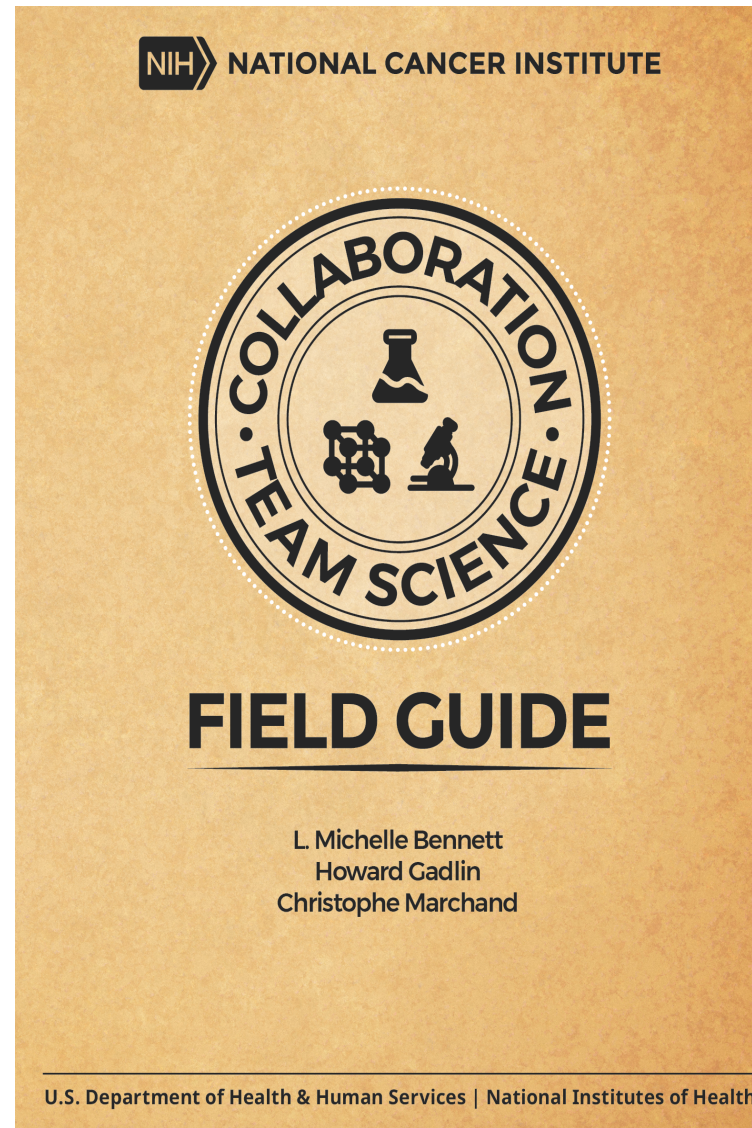 NIH NATIONAL CANCER INSTITUTE
COLLABORATION
• TEAM SCIENCE •
FIELD GUIDE
L. Michelle Bennett
Howard Gadlin
Christophe Marchand
U.S. Department of Health & Human Services | National Institutes of Health